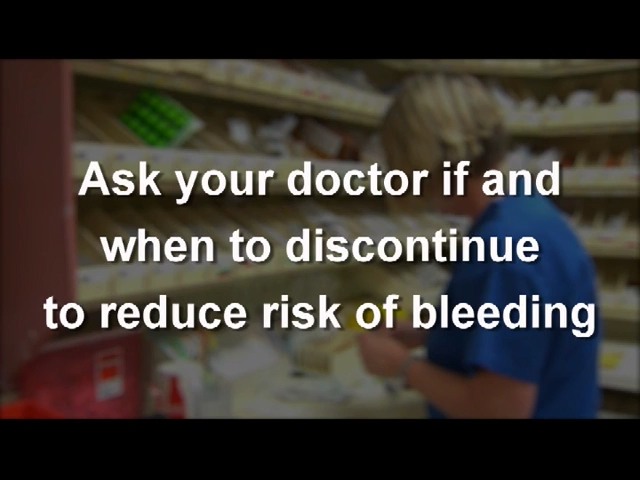 Ask your doctor if and
when to discontinue
to reduce risk of bleeding